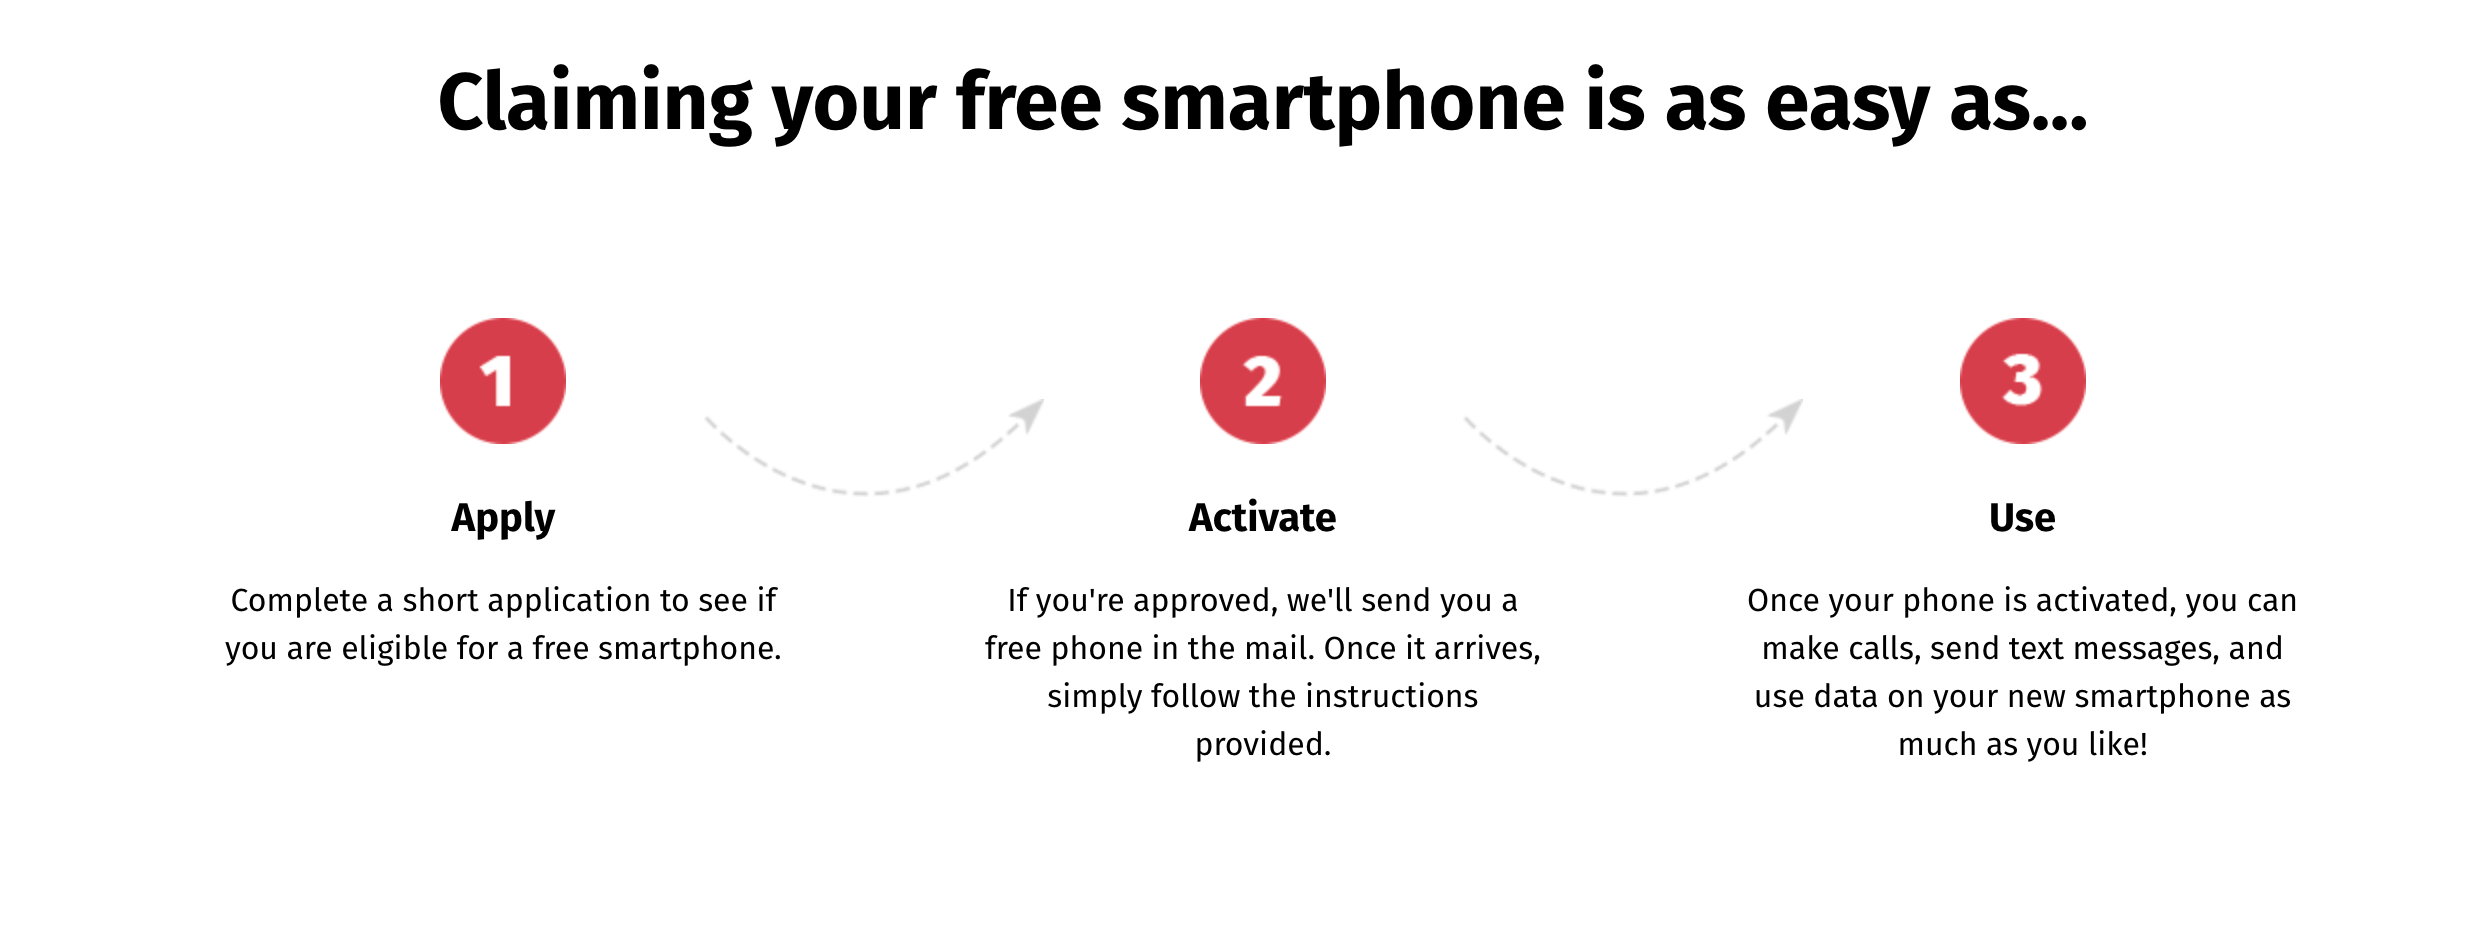 Claiming your free smartphone is as easy as...
1
Apply
Complete a short application to see if
you are eligible for a free smartphone.
2
Activate
If you're approved, we'll send you a
free phone in the mail. Once it arrives,
simply follow the instructions
provided.
3
Use
Once your phone is activated, you can
make calls, send text messages, and
use data on your new smartphone as
much as you like!